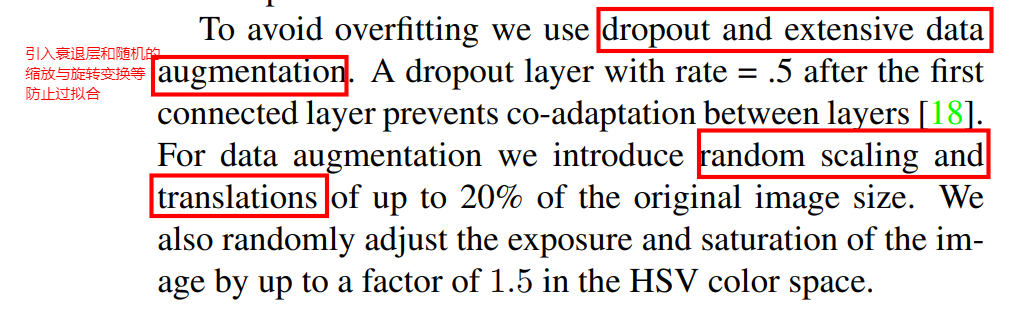 To avoid overfitting we use dropout and extensive data
augmentation. A dropout layer with rate = .5 after the first
connected layer prevents co-adaptation between layers [18].
For data augmentation we introduce random scaling and
translations of up to 20% of the original image size. We
also randomly adjust the exposure and saturation of the im-
age by up to a factor of 1.5 in the HSV color space.
引入衰退层和随机的
缩放与旋转变换等
防止过拟合